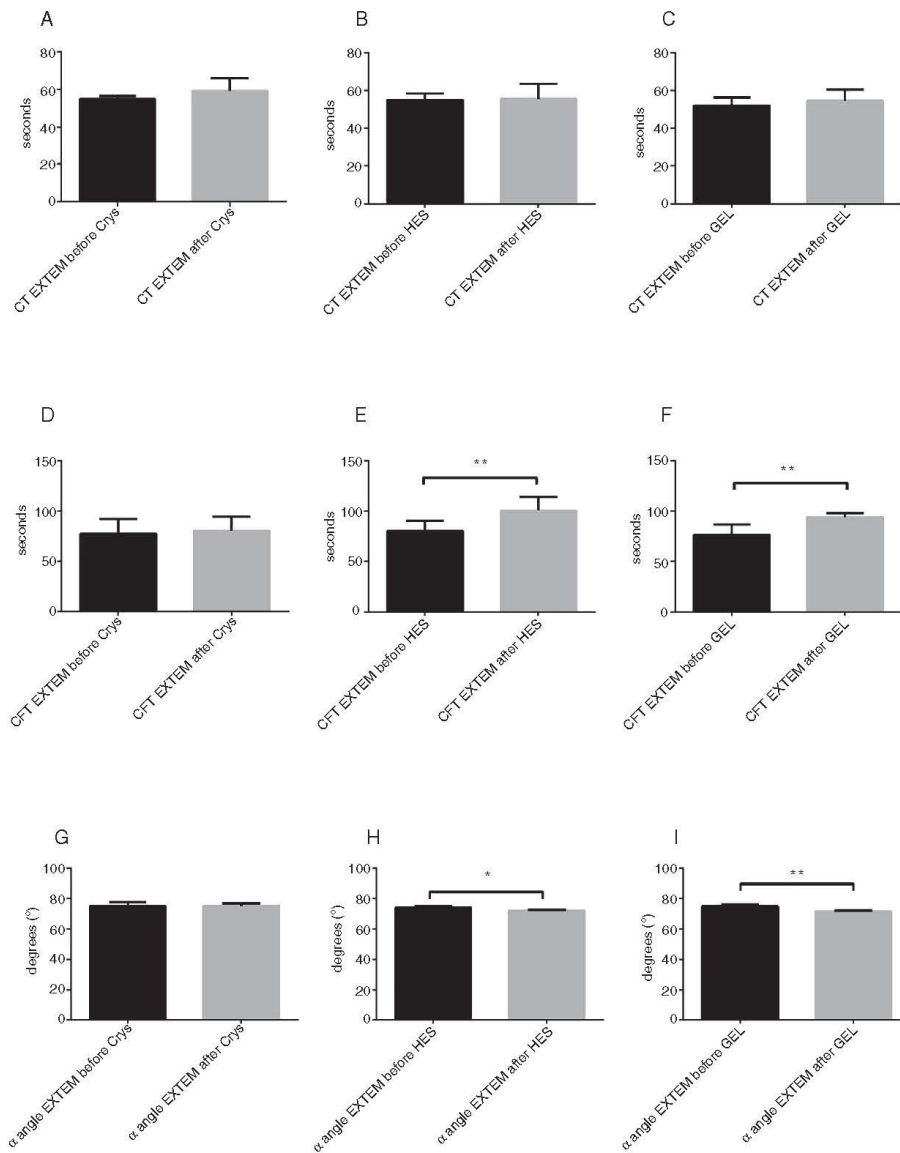 A
B
C
80
60
40
20
0
seconds
CT EXTEM before Crys
CT EXTEM after Crys
80
60
40
20
0
seconds
CT EXTEM before HES
CT EXTEM after HES
80
60
40
20
0
seconds
CT EXTEM before GEL
CT EXTEM after GEL
D
E
F
150
100
50
0
seconds
CFT EXTEM before Crys
CFT EXTEM after Crys
150
100
50
0
seconds
**
CFT EXTEM before HES
CFT EXTEM after HES
150
100
50
0
seconds
**
CFT EXTEM before GEL
CFT EXTEM after GEL
G
H
I
100
80
60
40
20
0
degrees (°)
α angle EXTEM before Crys
α angle EXTEM after Crys
100
80
60
40
20
0
degrees (°)
*
α angle EXTEM before HES
α angle EXTEM after HES
100
80
60
40
20
0
degrees (°)
**
α angle EXTEM before GEL
α angle EXTEM after GEL